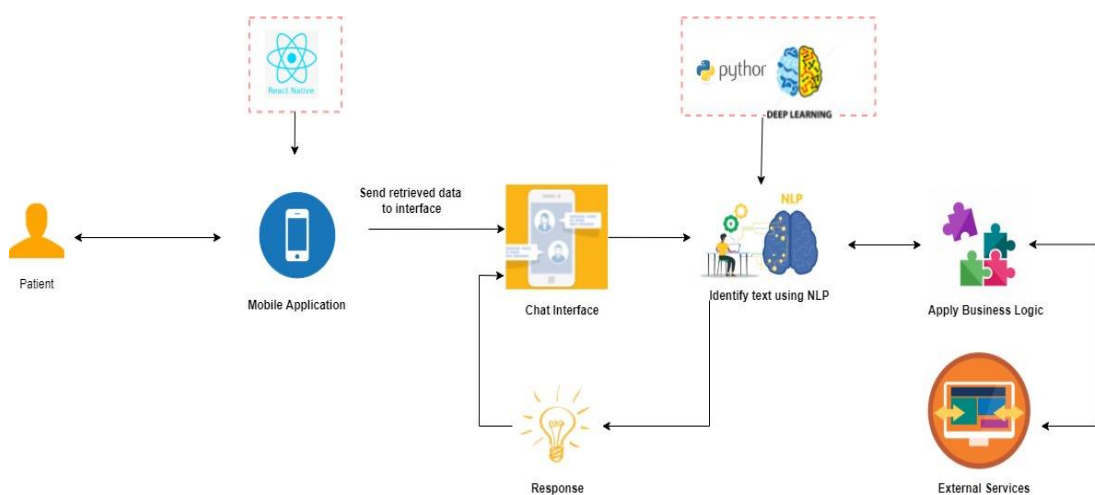 React Native
pythor
DEEP LEARNING
Send retrieved data
to interface
NLP
Patient
Mobile Application
Chat Interface
Identify text using NLP
Apply Business Logic
Response
External Services